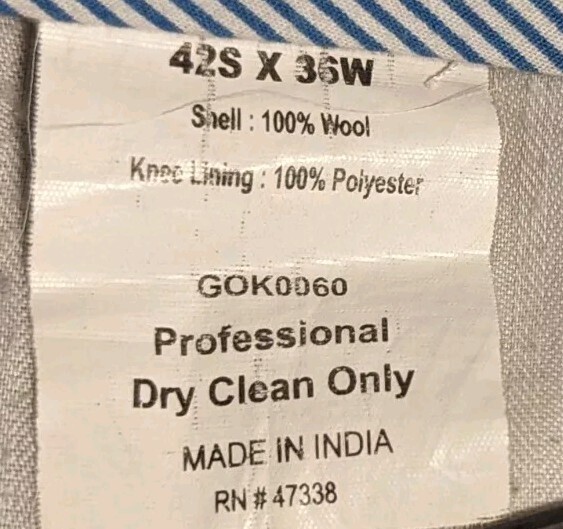 42S X 36W
Shell : 100% Wool
Knee Lining : 100% Polyester
GOK0060
Professional
Dry Clean Only
MADE IN INDIA
RN # 47338